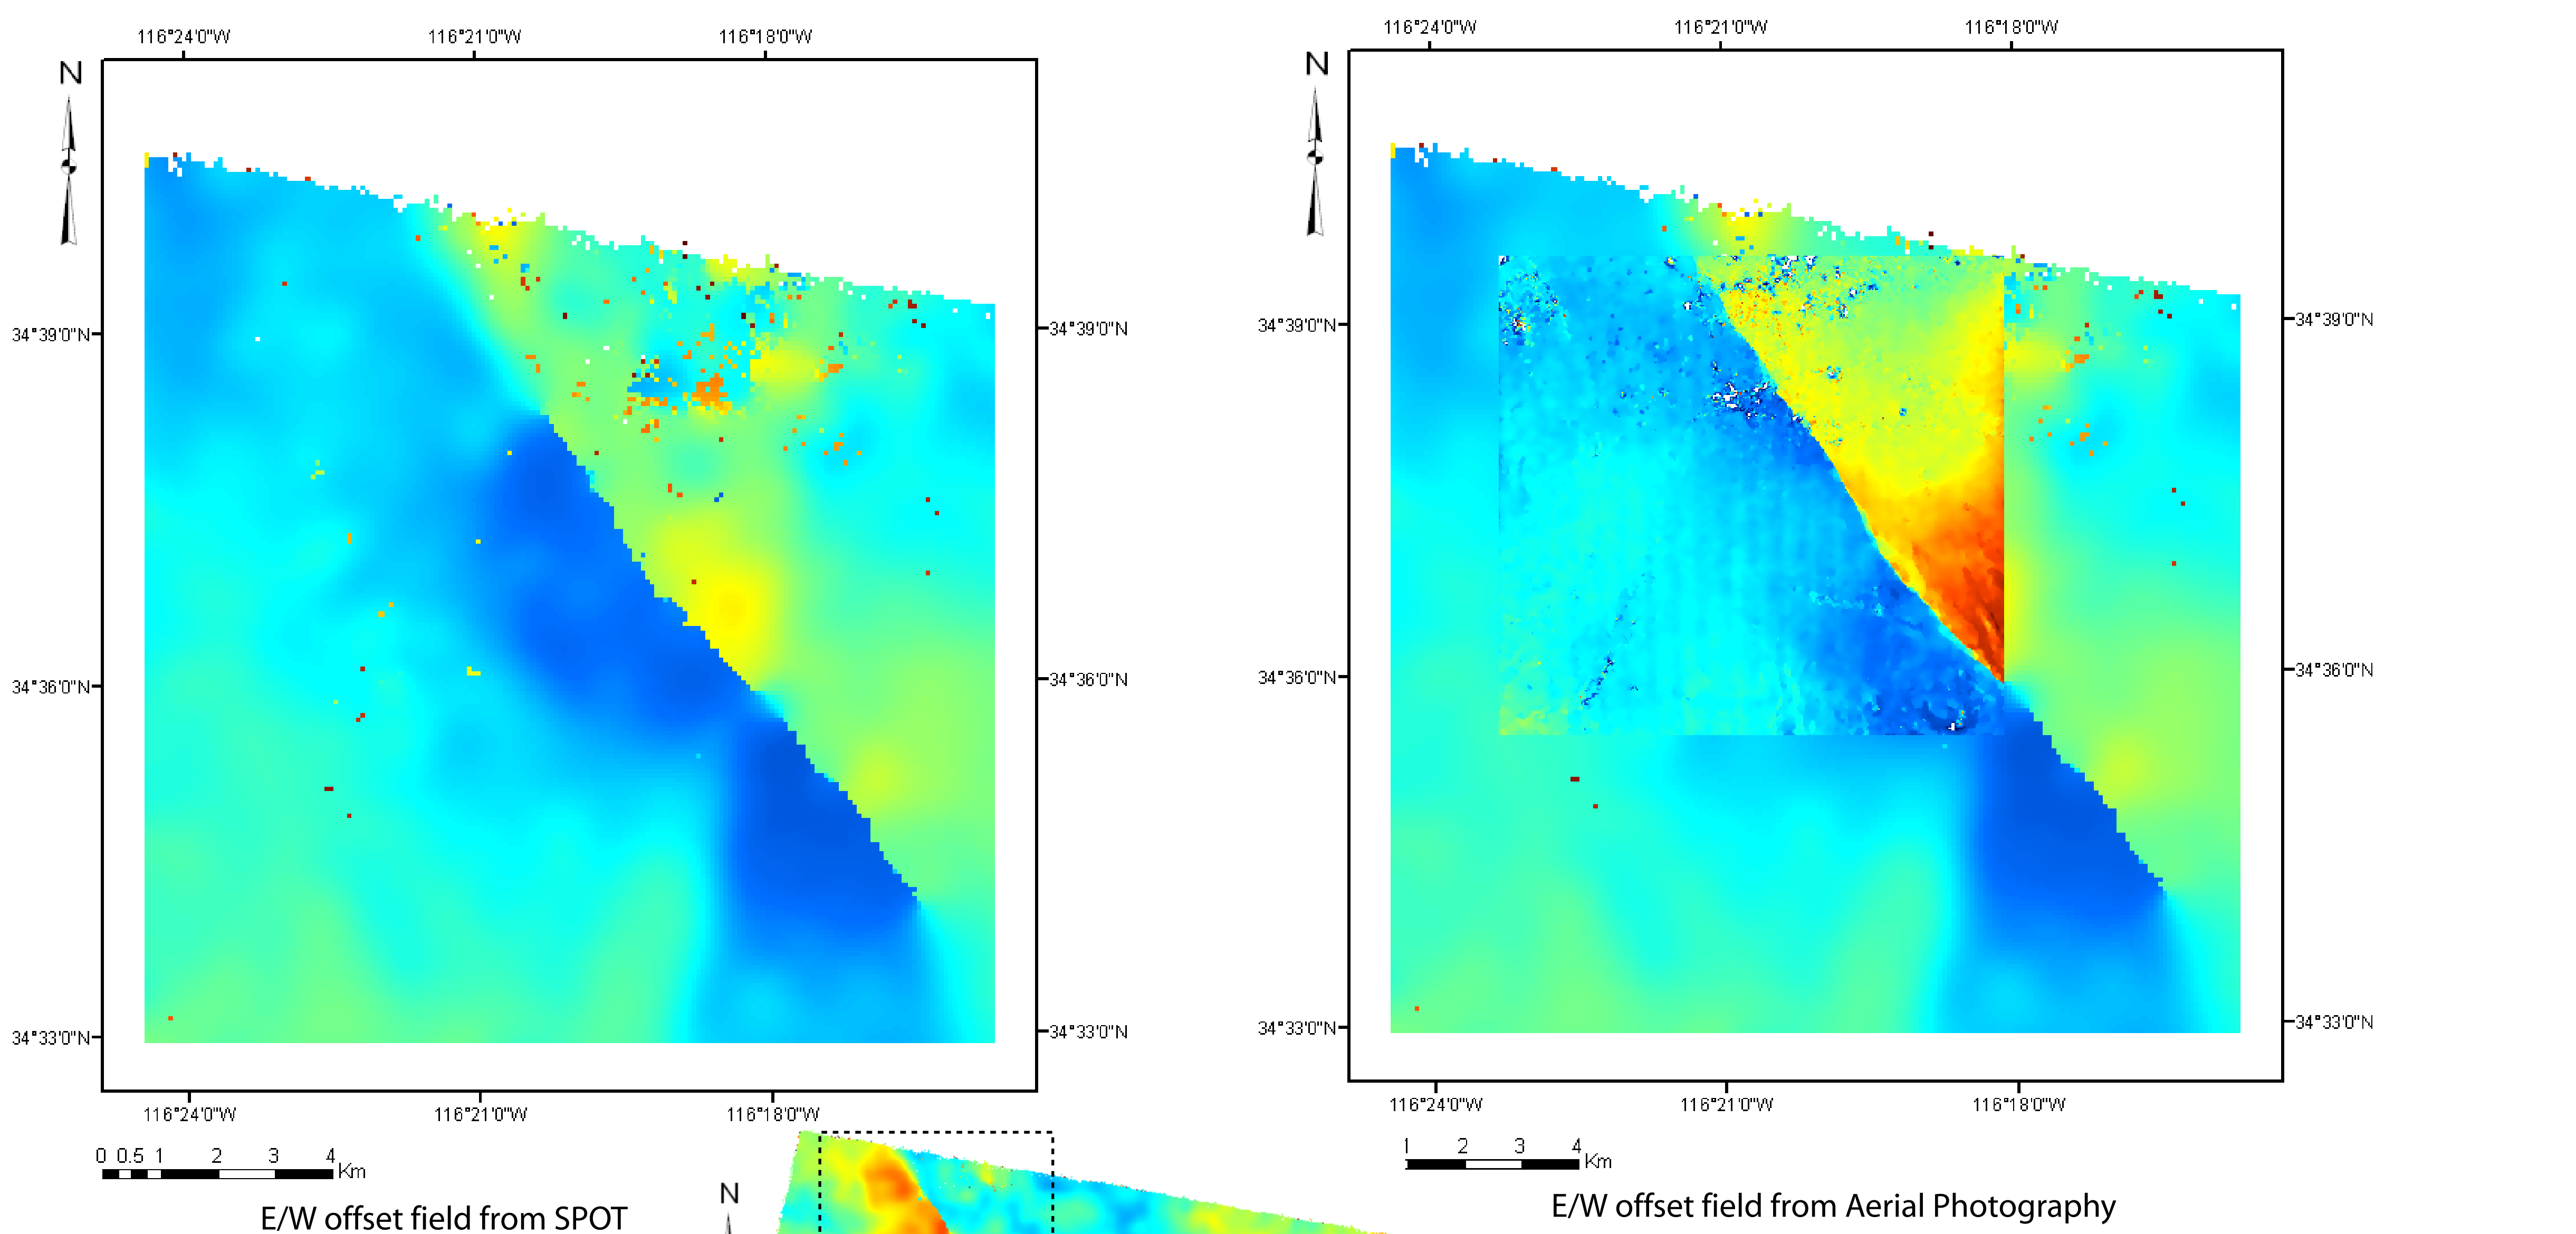 116°24'0"W 116°21'0"W 116°18'0"W
N
34°39'0"N 34°39'0"N
34°36'0"N 34°36'0"N
34°33'0"N 34°33'0"N
116°24'0"W 116°21'0"W 116°18'0"W
0 0.5 1 2 3 4
Km
E/W offset field from SPOT
N
116°24'0"W 116°21'0"W 116°18'0"W
N
34°39'0"N 34°39'0"N
34°36'0"N 34°36'0"N
34°33'0"N 34°33'0"N
116°24'0"W 116°21'0"W 116°18'0"W
1 2 3 4
Km
E/W offset field from Aerial Photography